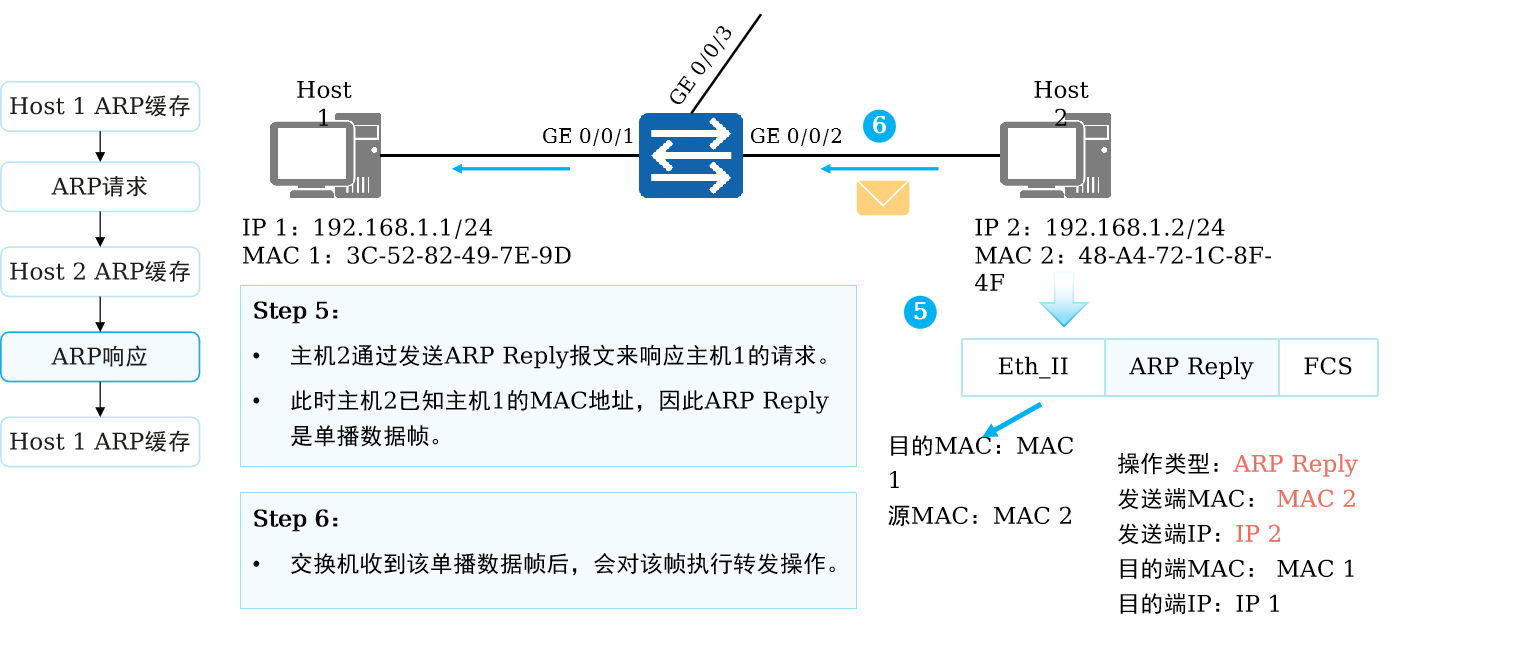 Host 1 ARP缓存
ARP请求
Host 2 ARP缓存
ARP响应
Host 1 ARP缓存
GE 0/0/3
Host
1
GE 0/0/1
GE 0/0/2
6
Host
2
IP 1：192.168.1.1/24
MAC 1：3C-52-82-49-7E-9D
IP 2：192.168.1.2/24
MAC 2：48-A4-72-1C-8F-
4F
Step 5：
• 主机2通过发送ARP Reply报文来响应主机1的请求。
• 此时主机2已知主机1的MAC地址，因此ARP Reply
是单播数据帧。
Step 6：
• 交换机收到该单播数据帧后，会对该帧执行转发操作。
5
Eth_II
ARP Reply
FCS
目的MAC：MAC
1
源MAC：MAC 2
操作类型：ARP Reply
发送端MAC： MAC 2
发送端IP：IP 2
目的端MAC： MAC 1
目的端IP：IP 1